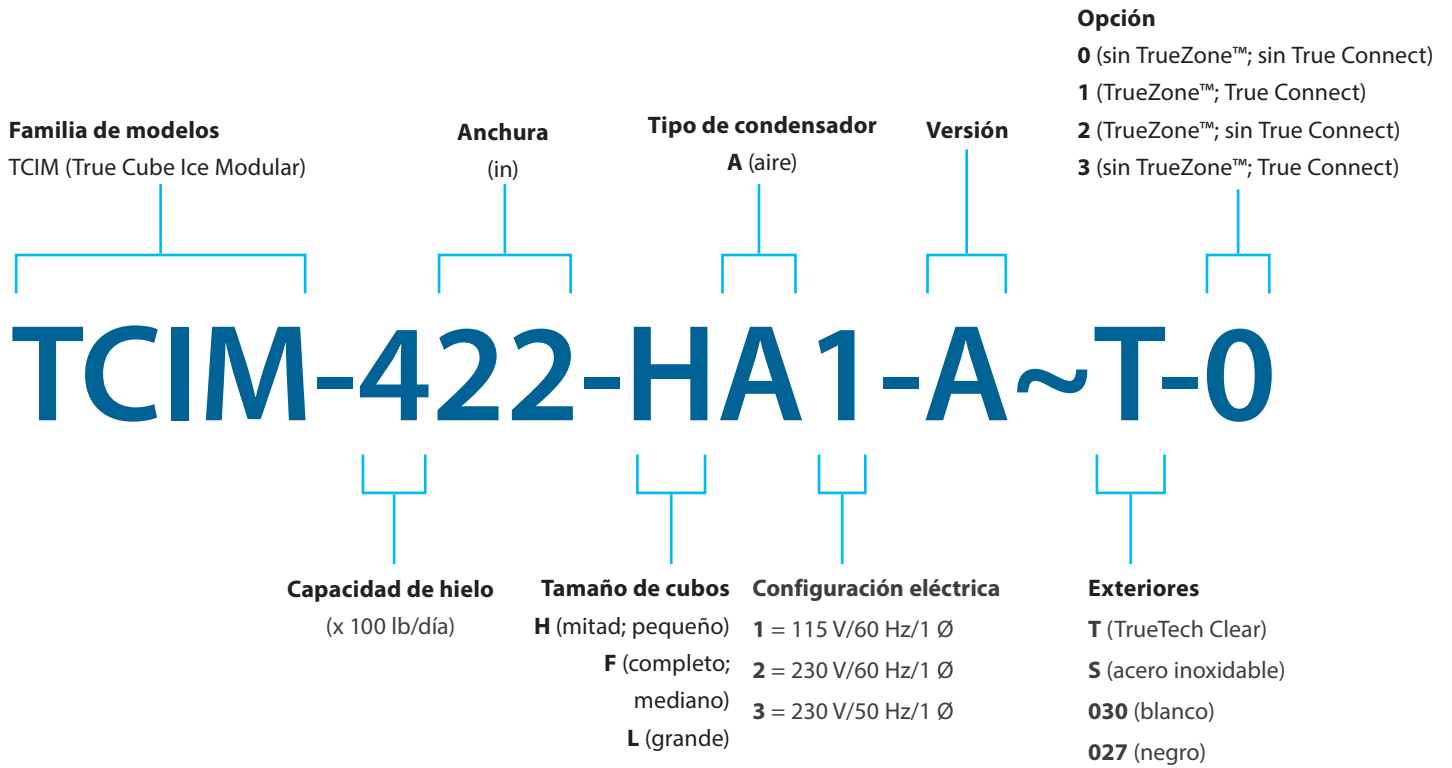 Opción
0 (sin TrueZone™; sin True Connect)
1 (TrueZone™; True Connect)
2 (TrueZone™; sin True Connect)
3 (sin TrueZone™; True Connect)
Familia de modelos
TCIM (True Cube Ice Modular)
Anchura
(in)
Tipo de condensador
A (aire)
Versión
TCIM-422-HA1-A~T-0
Capacidad de hielo
(x 100 lb/día)
Tamaño de cubos
H (mitad; pequeño)
F (completo;
mediano)
L (grande)
Configuración eléctrica
1 = 115 V/60 Hz/1 Ø
2 = 230 V/60 Hz/1 Ø
3 = 230 V/50 Hz/1 Ø
Exteriores
T (TrueTech Clear)
S (acero inoxidable)
030 (blanco)
027 (negro)